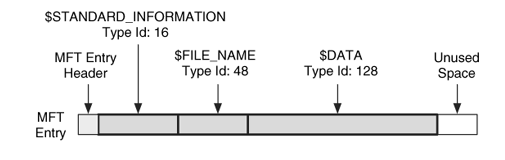 $STANDARD_INFORMATION
Type Id: 16
MFT Entry
Header
$FILE_NAME
Type Id: 48
$DATA
Type Id: 128
Unused
Space
MFT
Entry